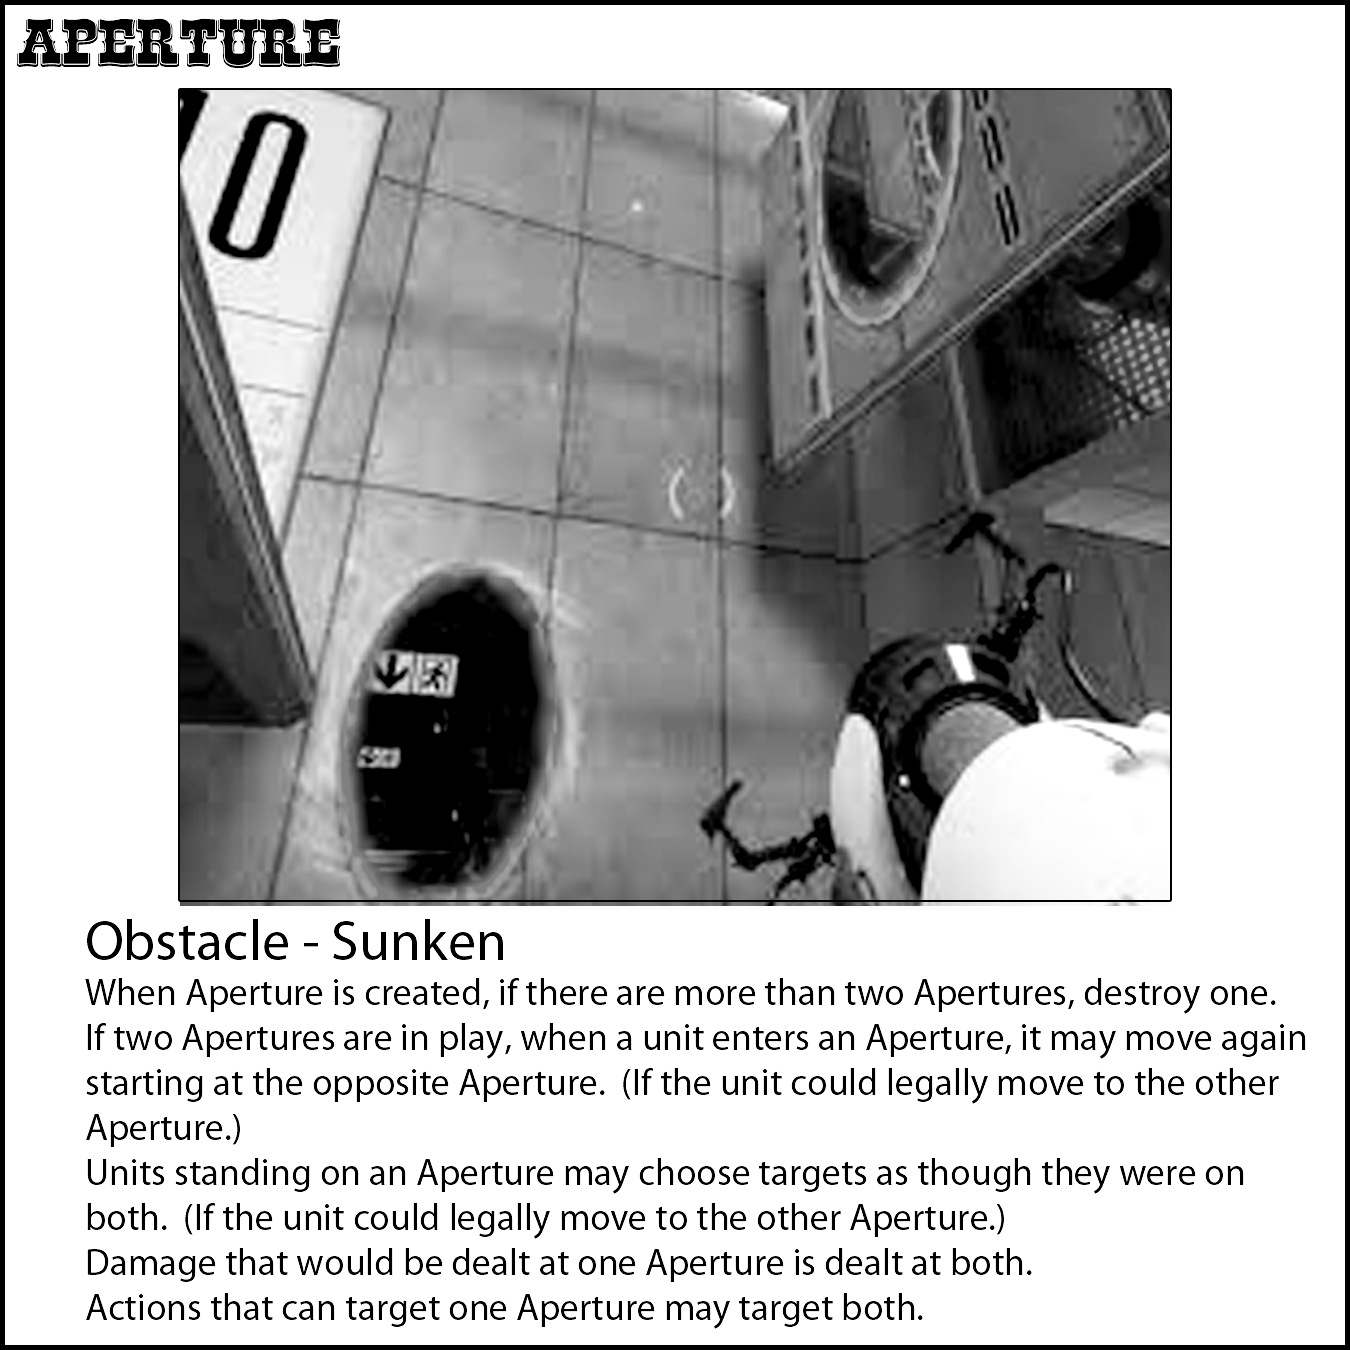 APERTURE
0
Obstacle - Sunken
When Aperture is created, if there are more than two Apertures, destroy one.
If two Apertures are in play, when a unit enters an Aperture, it may move again
starting at the opposite Aperture.  (If the unit could legally move to the other
Aperture.)
Units standing on an Aperture may choose targets as though they were on
both.  (If the unit could legally move to the other Aperture.)
Damage that would be dealt at one Aperture is dealt at both.
Actions that can target one Aperture may target both.